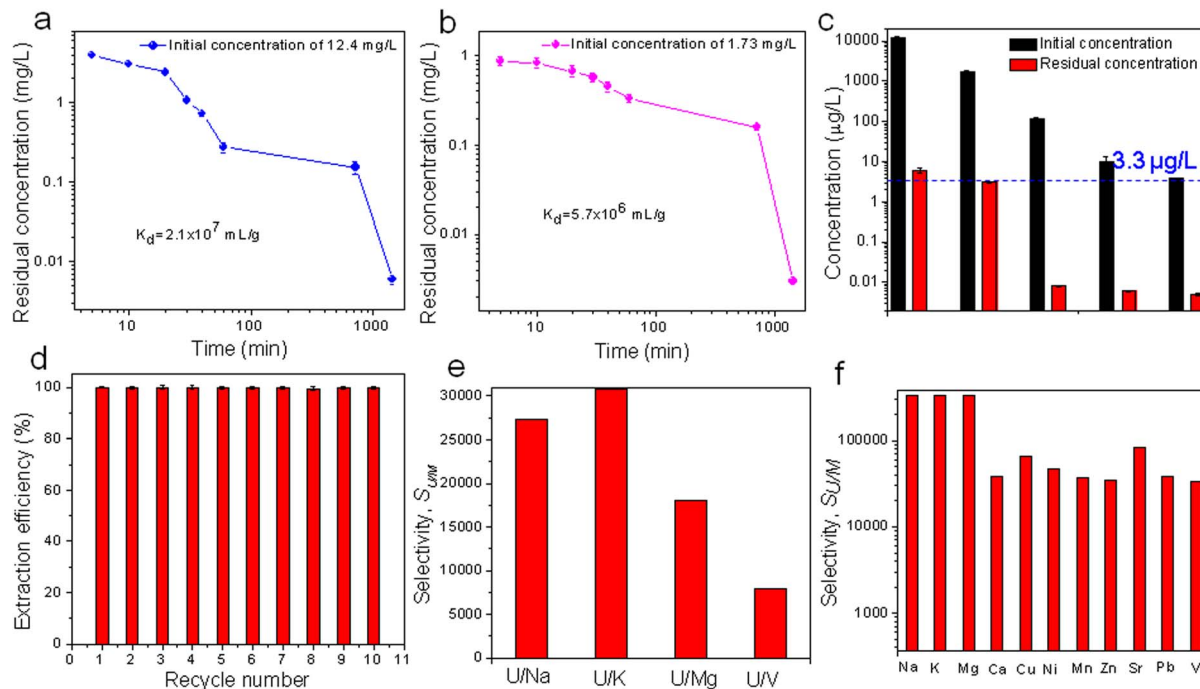 a
Initial concentration of 12.4 mg/L
Residual concentration (mg/L)
1
0.1
0.01
K_d=2.1x10^7 mL/g
10
100
1000
Time (min)
b
Initial concentration of 1.73 mg/L
Residual concentration (mg/L)
1
0.1
0.01
K_d=5.7x10^6 mL/g
10
100
1000
Time (min)
c
Initial concentration
Residual concentration
Concentration (µg/L)
10000
1000
100
10
1
0.1
0.01
3.3 µg/L
d
Extraction efficiency (%)
100
80
60
40
20
0
0 1 2 3 4 5 6 7 8 9 10 11
Recycle number
e
Selectivity, S_U/M
30000
25000
20000
15000
10000
5000
0
U/Na U/K U/Mg U/V
f
Selectivity, SU/M
100000
10000
1000
Na K Mg Ca Cu Ni Mn Zn Sr Pb V